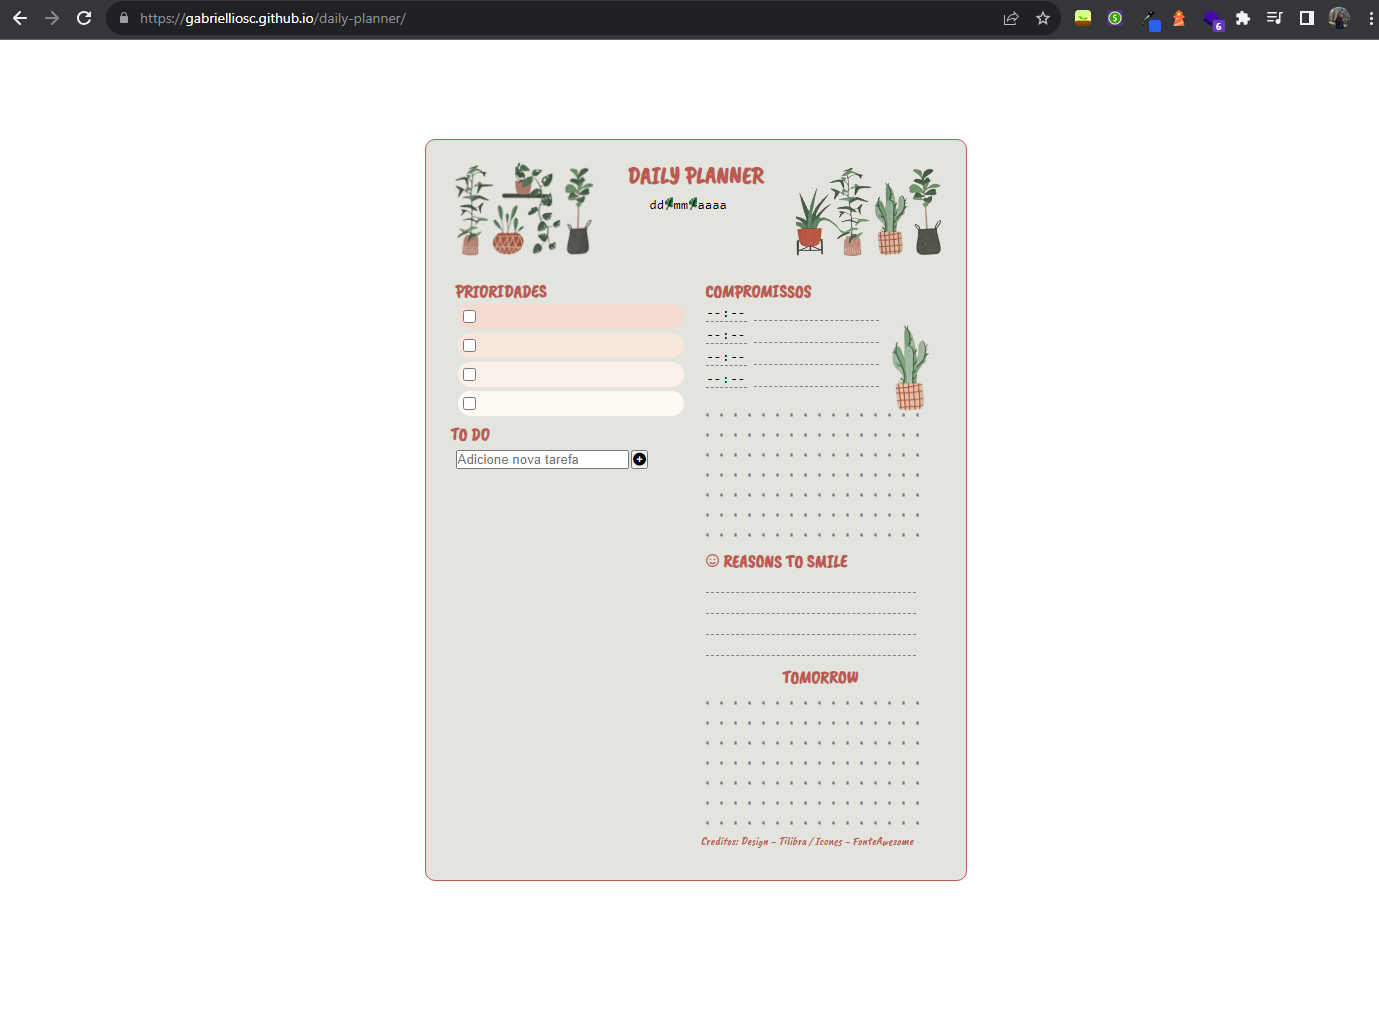 https://gabrielliosc.github.io/daily-planner/
6
DAILY PLANNER
dd/mm/aaaa
PRIORIDADES
TO DO
Adicione nova tarefa
COMPROMISSOS
--:--
--:--
--:--
--:--
REASONS TO SMILE
TOMORROW
Creditos: Design - Tilibra / Icones - FonteAwesome